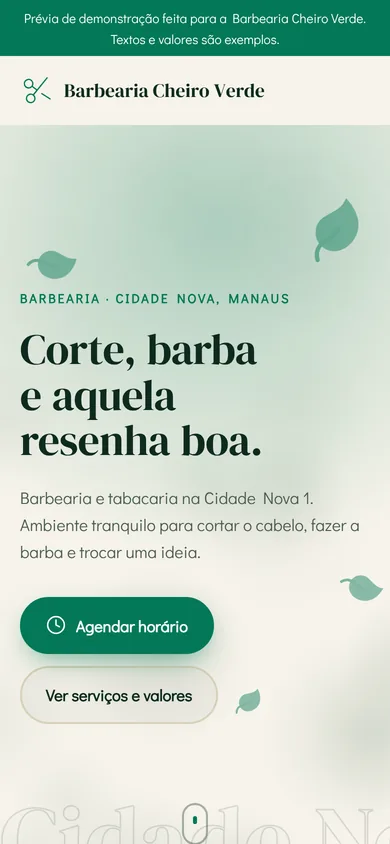 Prévia de demonstração feita para a Barbearia Cheiro Verde.
Textos e valores são exemplos.
Barbearia Cheiro Verde
BARBEARIA · CIDADE NOVA, MANAUS
Corte, barba
e aquela
resenha boa.
Barbearia e tabacaria na Cidade Nova 1.
Ambiente tranquilo para cortar o cabelo, fazer a
barba e trocar uma ideia.
Agendar horário
Ver serviços e valores
Cidade No